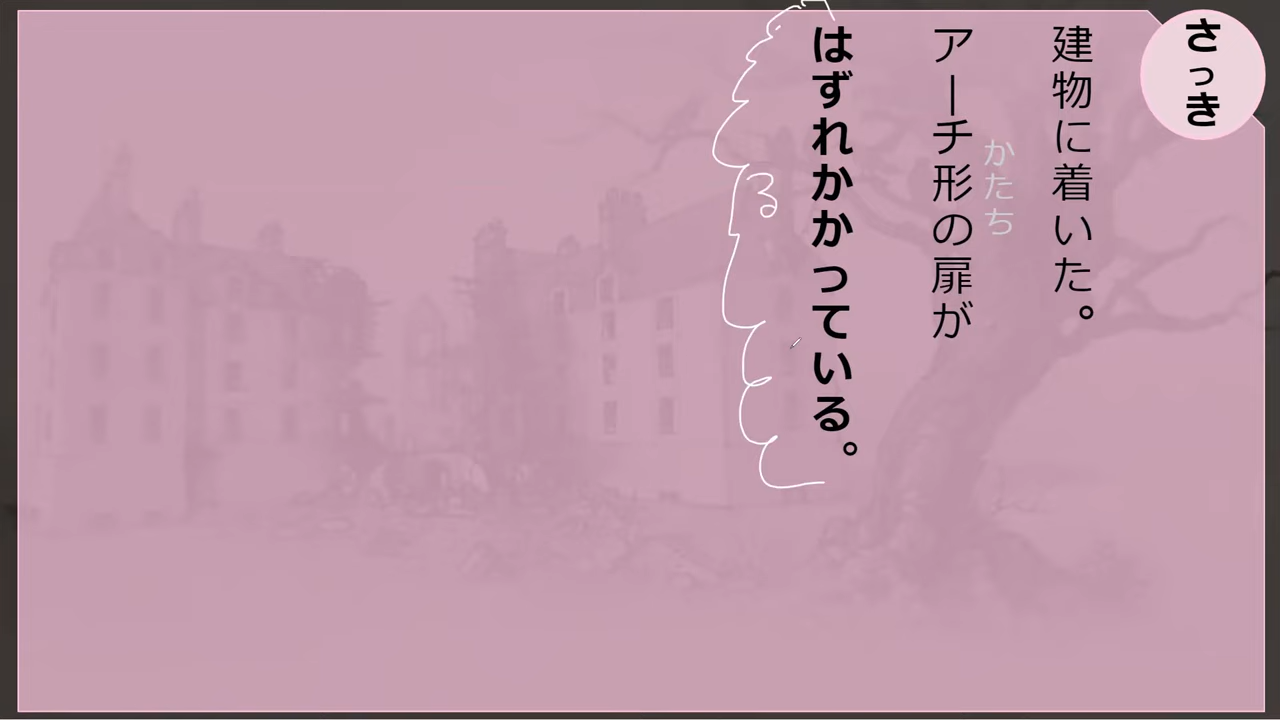 さっき
建物に着いた。
かたち
アーチ形の扉が
はずれかかっている。
る